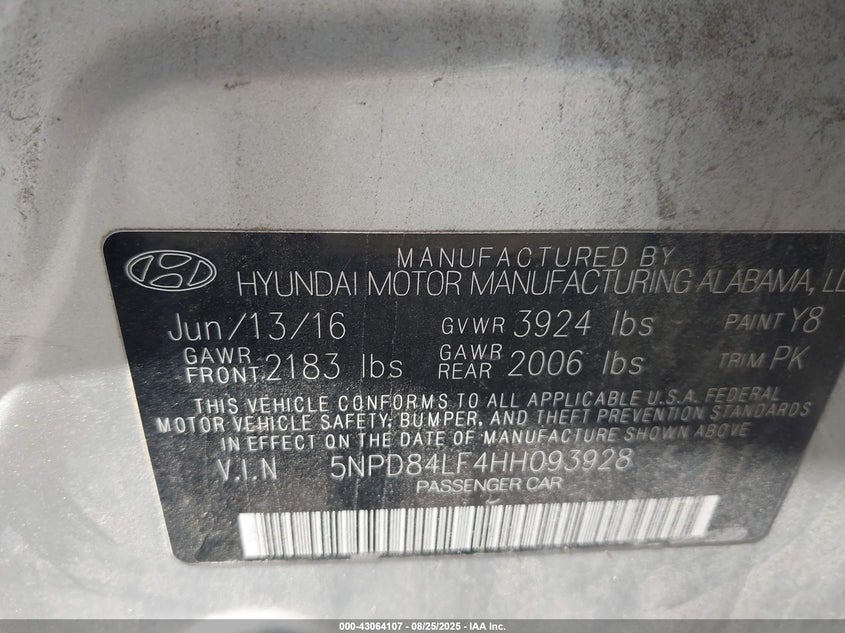 MANUFACTURED BY
HYUNDAI MOTOR MANUFACTURING ALABAMA, LL
Jun/13/16 GVWR 3924 lbs PAINT Y8
GAWR FRONT 2183 lbs GAWR REAR 2006 lbs TRIM PK
THIS VEHICLE CONFORMS TO ALL APPLICABLE U.S.A. FEDERAL
MOTOR VEHICLE SAFETY, BUMPER, AND THEFT PREVENTION STANDARDS
IN EFFECT ON THE DATE OF MANUFACTURE SHOWN ABOVE
V.I.N 5NPD84LF4HH093928
PASSENGER CAR
000-43064107 - 08/25/2025 - IAA Inc.